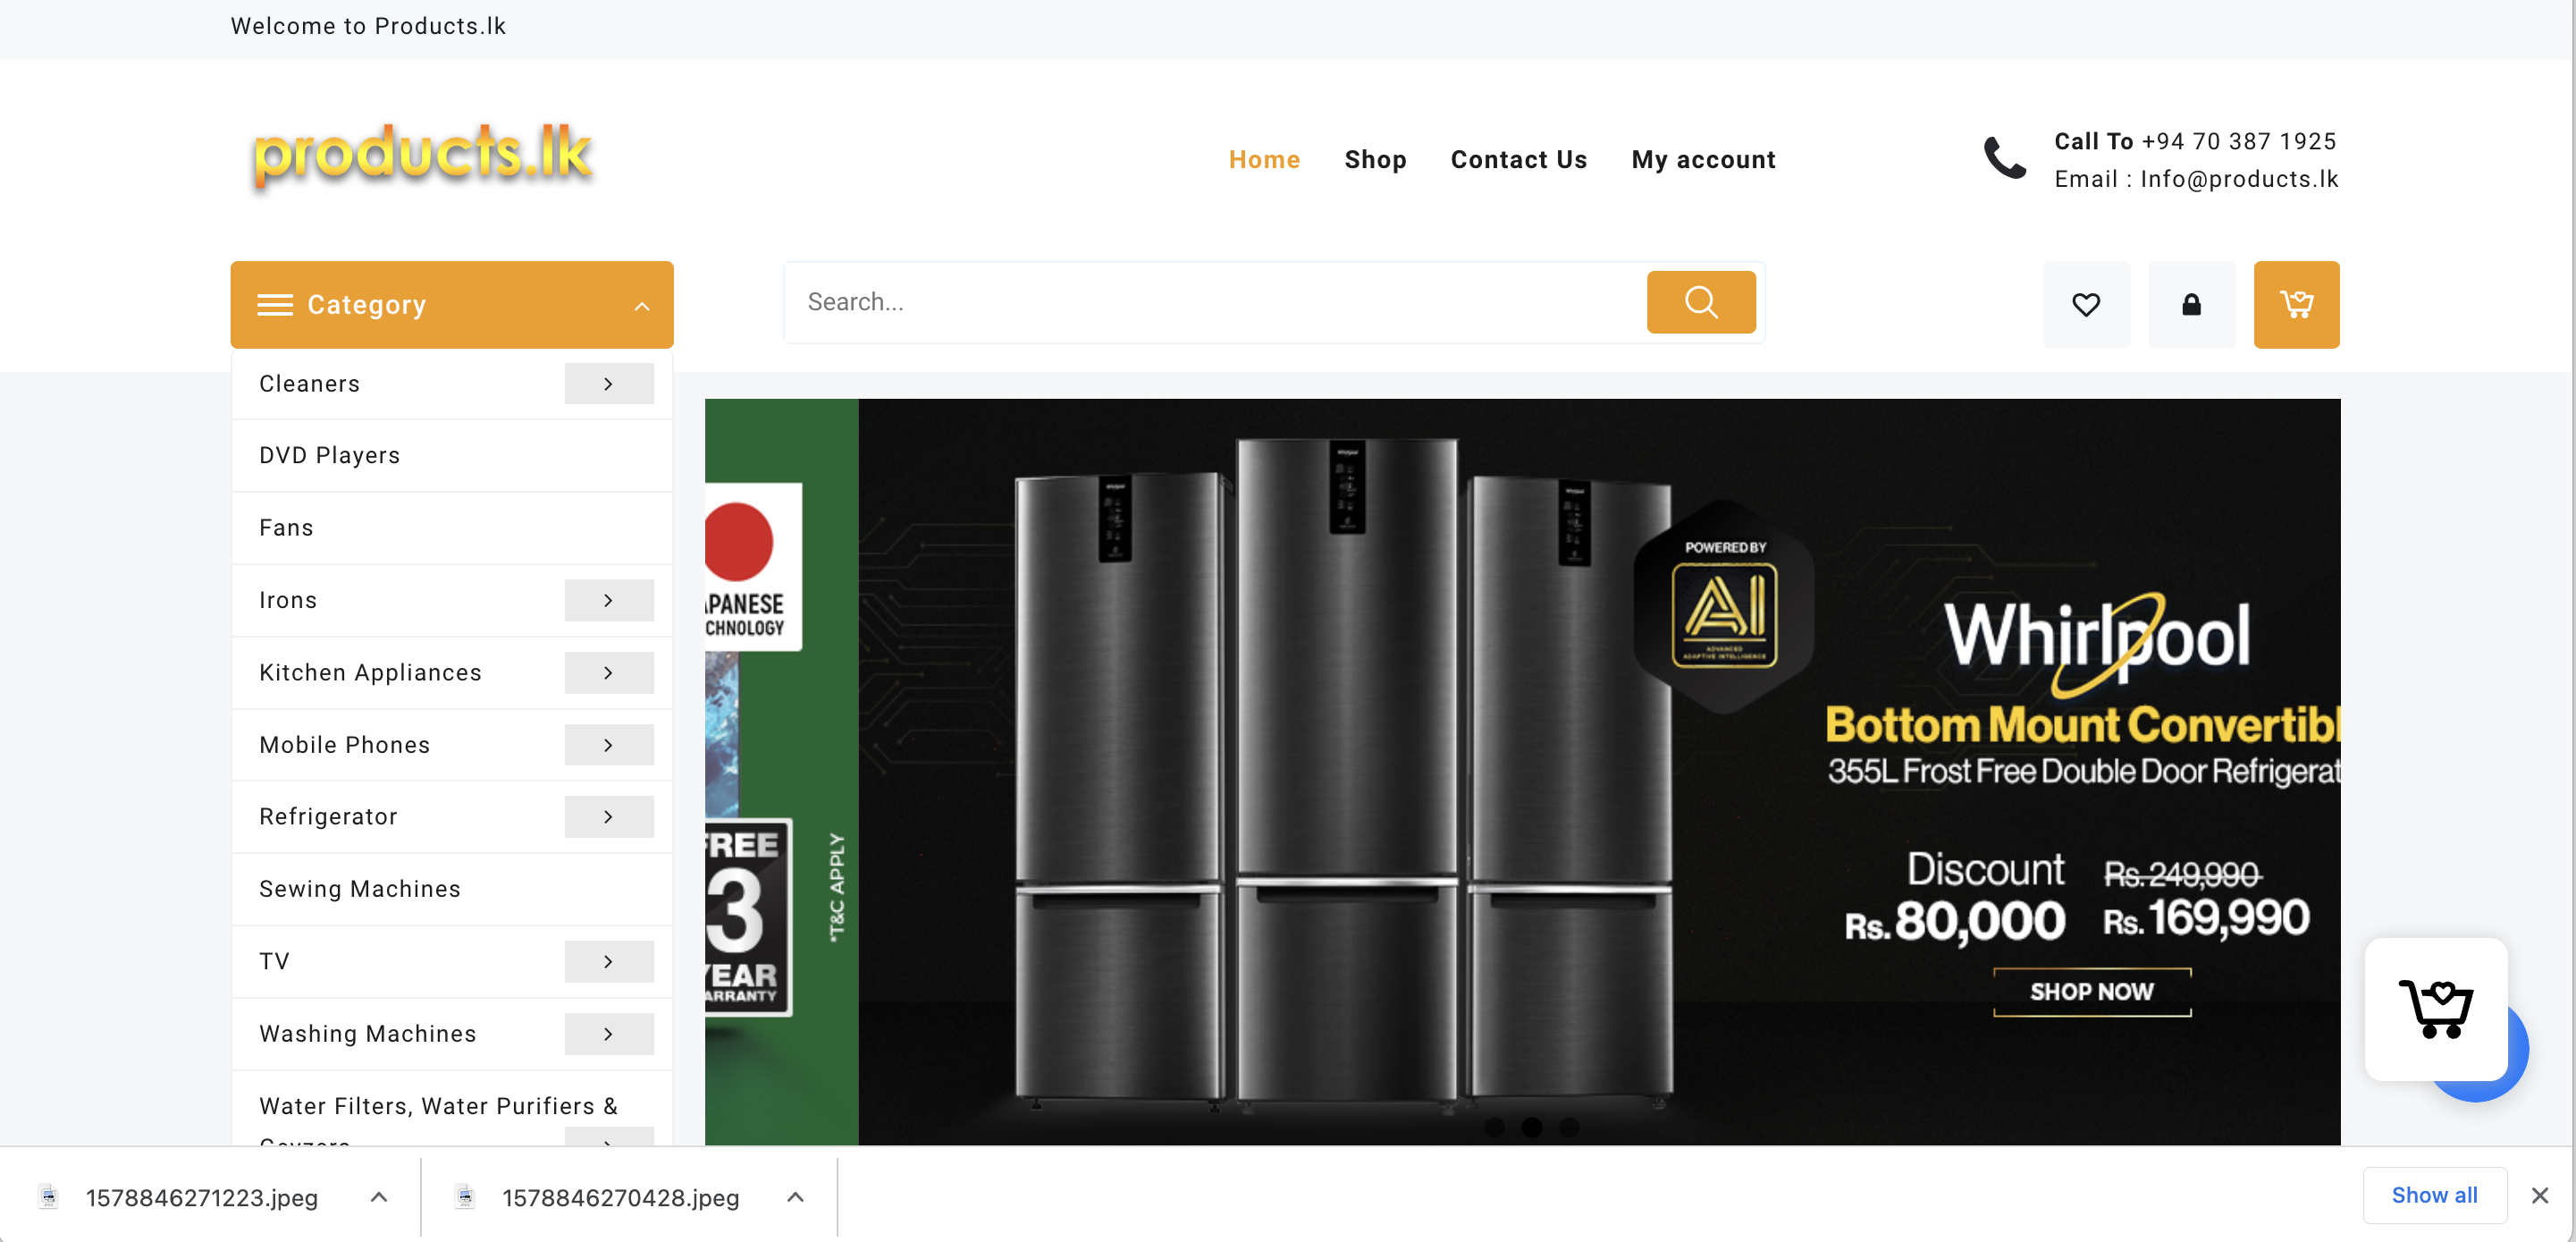 Welcome to Products.lk
products.lk
Home
Shop
Contact Us
My account
Call To +94 70 387 1925
Email : Info@products.lk
Category
Search...
Cleaners
DVD Players
Fans
Irons
Kitchen Appliances
Mobile Phones
Refrigerator
Sewing Machines
TV
Washing Machines
Water Filters, Water Purifiers &
Geyzers
APANESE
CHNOLOGY
FREE
3
YEAR
ARRANTY
*T&C APPLY
POWERED BY
AI
ADVANCED
ADAPTIVE INTELLIGENCE
Whirlpool
Bottom Mount Convertibl
355L Frost Free Double Door Refrigerat
Discount
Rs. 80,000
Rs. 249,990
Rs. 169,990
SHOP NOW
1578846271223.jpeg
1578846270428.jpeg
Show all